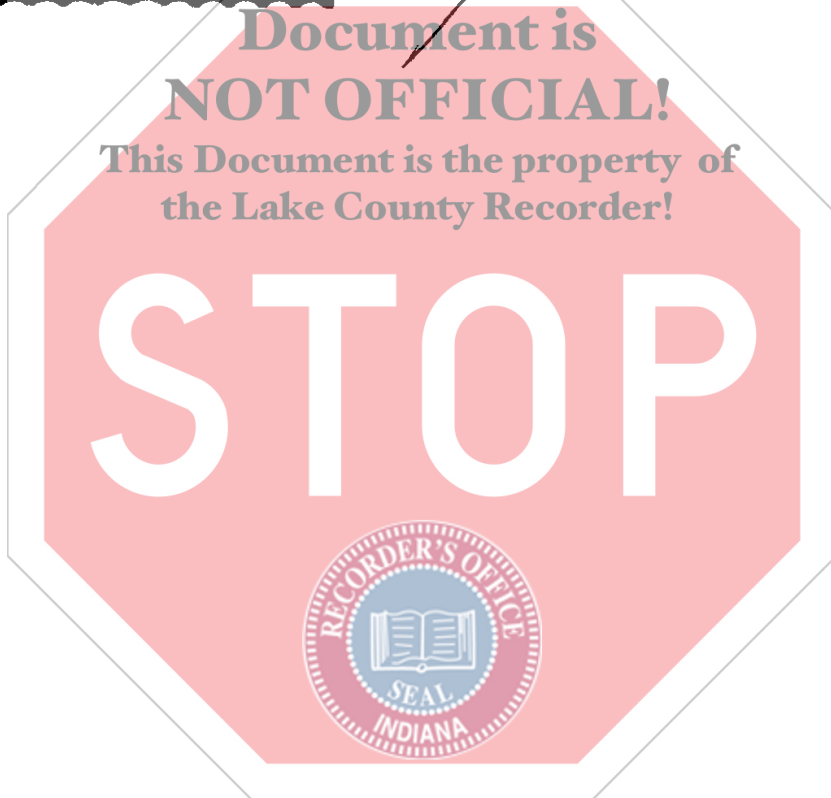 Document is
NOT OFFICIAL!
This Document is the property of
the Lake County Recorder!
STOP
RECORDER'S OFFICE
SEAL
INDIANA